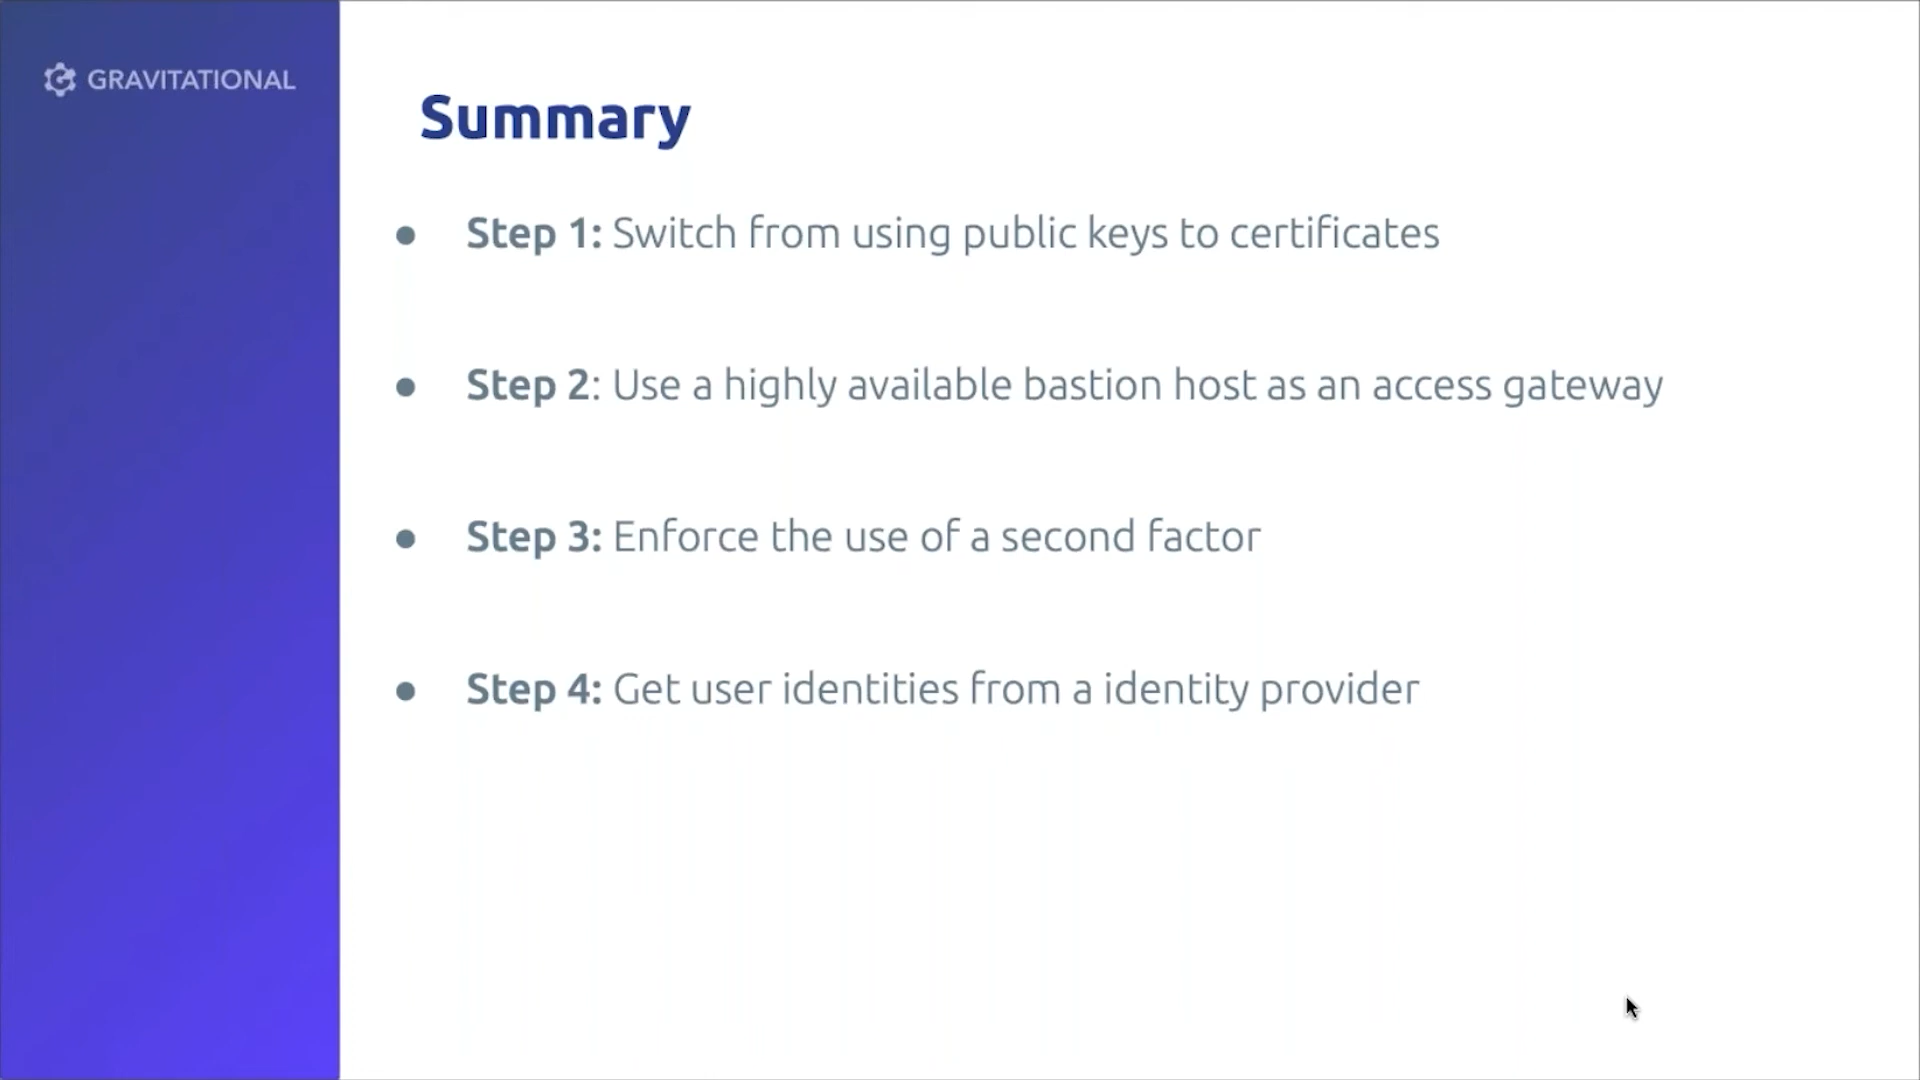 GRAVITATIONAL
Summary
● Step 1: Switch from using public keys to certificates
● Step 2: Use a highly available bastion host as an access gateway
● Step 3: Enforce the use of a second factor
● Step 4: Get user identities from a identity provider